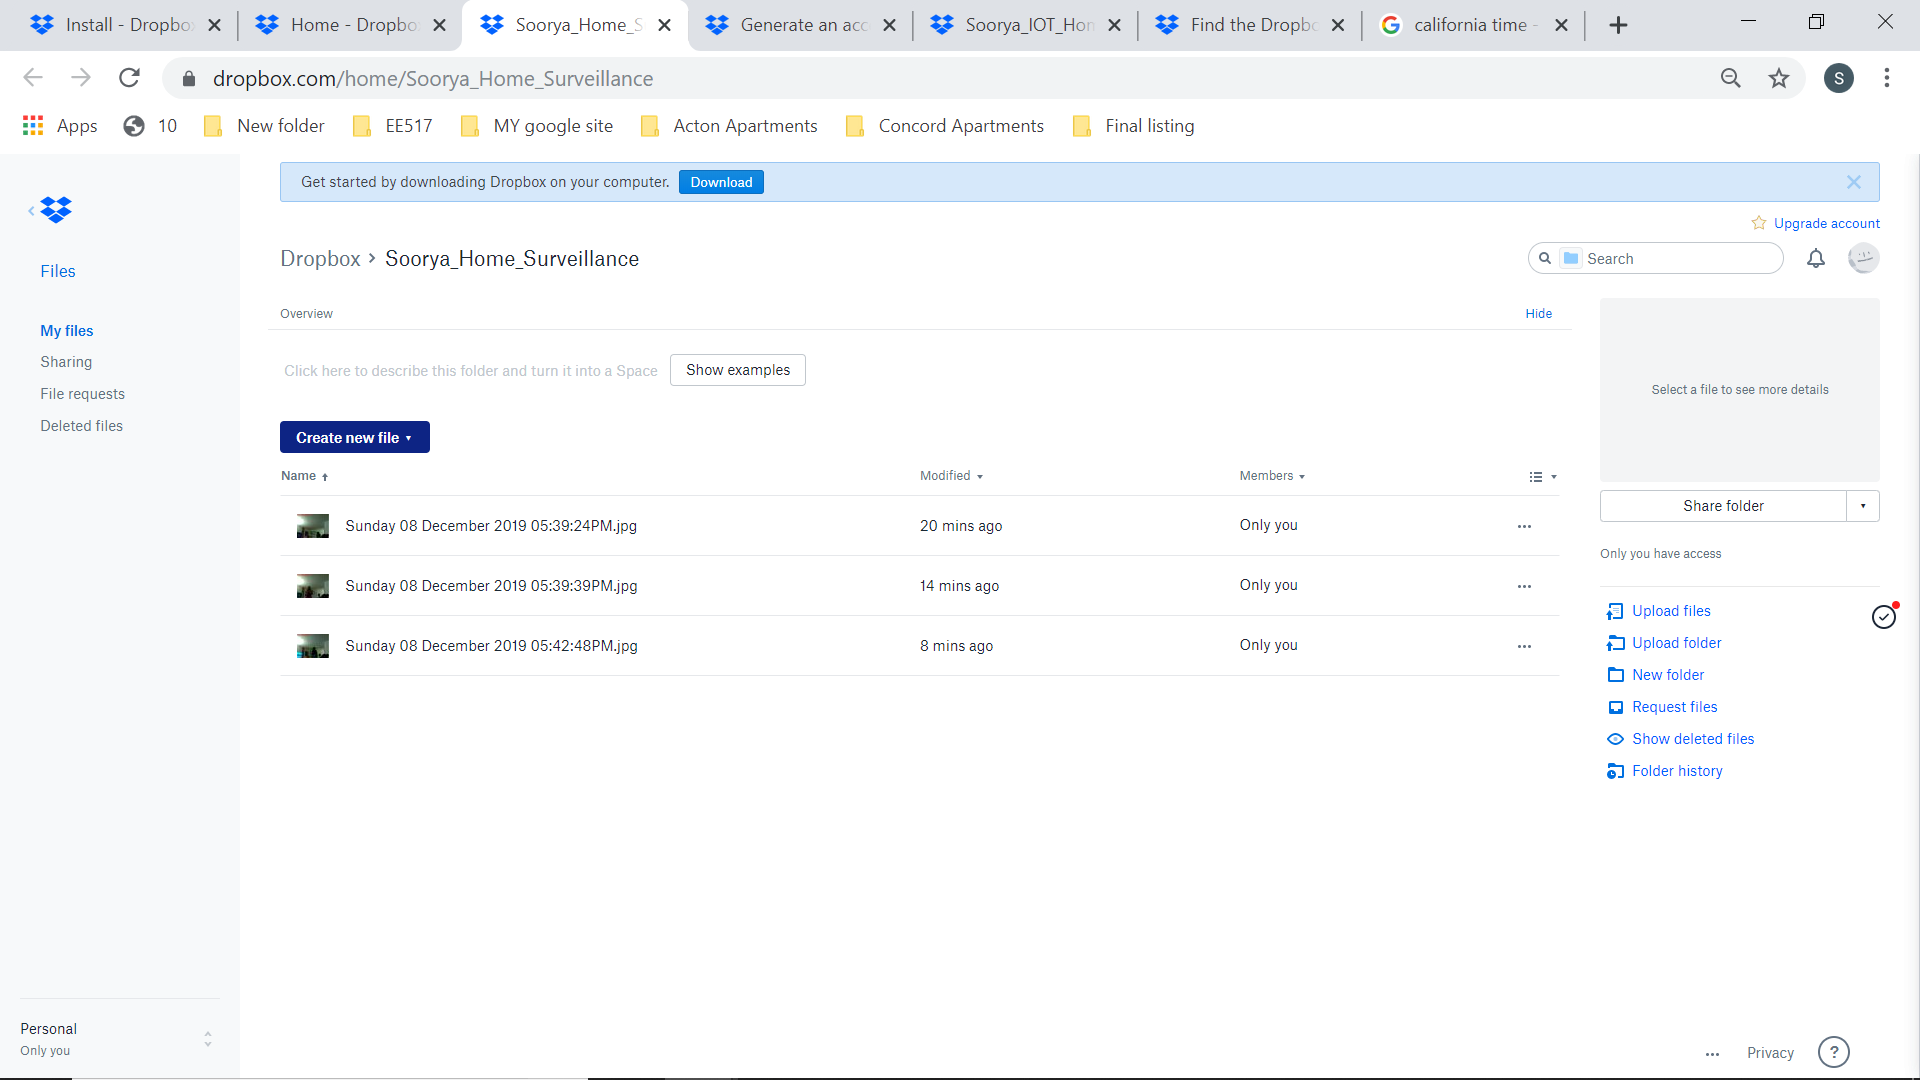 Install - Dropbo
Home - Dropbo
Soorya_Home_S
Generate an acc
Soorya_IOT_Hom
Find the Dropbo
california time -
dropbox.com/home/Soorya_Home_Surveillance
S
Apps
10
New folder
EE517
MY google site
Acton Apartments
Concord Apartments
Final listing
Get started by downloading Dropbox on your computer.
Download
Upgrade account
Dropbox › Soorya_Home_Surveillance
Search
Files
My files
Sharing
File requests
Deleted files
Overview
Hide
Click here to describe this folder and turn it into a Space
Show examples
Create new file
Name
Modified
Members
Sunday 08 December 2019 05:39:24PM.jpg
20 mins ago
Only you
Sunday 08 December 2019 05:39:39PM.jpg
14 mins ago
Only you
Sunday 08 December 2019 05:42:48PM.jpg
8 mins ago
Only you
Select a file to see more details
Share folder
Only you have access
Upload files
Upload folder
New folder
Request files
Show deleted files
Folder history
Personal
Only you
Privacy
?